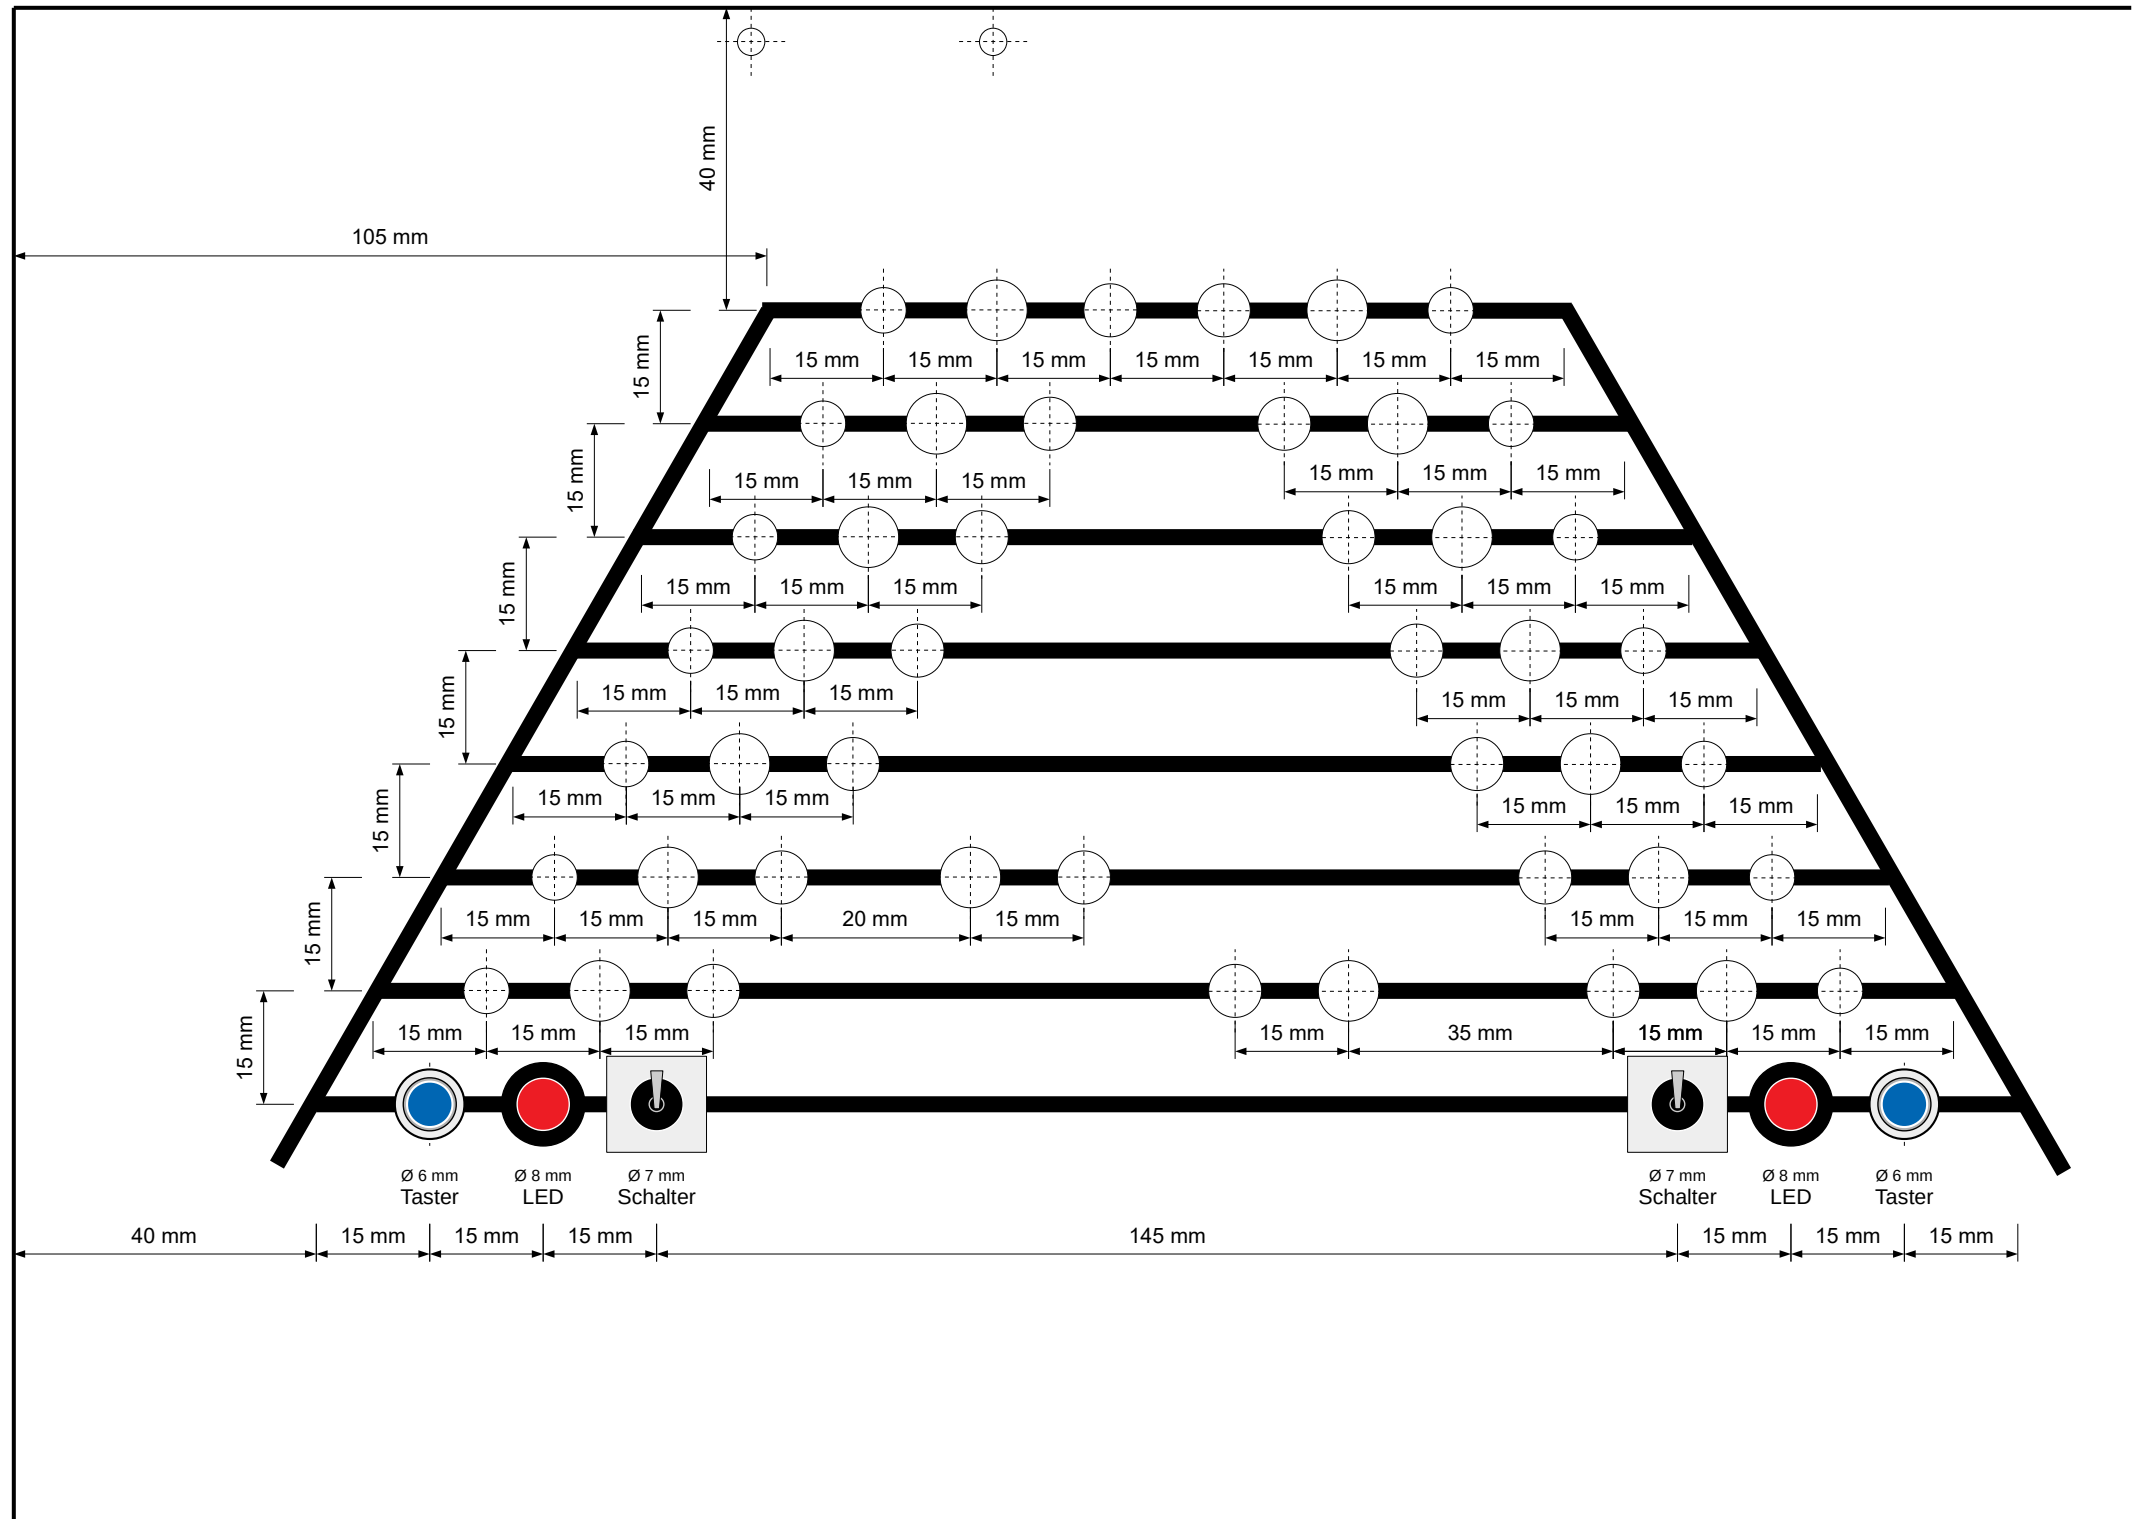 40 mm
105 mm
15 mm
15 mm 15 mm 15 mm 15 mm 15 mm 15 mm 15 mm
15 mm
15 mm 15 mm 15 mm 15 mm 15 mm 15 mm
15 mm
15 mm 15 mm 15 mm 15 mm 15 mm 15 mm
15 mm
15 mm 15 mm 15 mm 15 mm 15 mm 15 mm
15 mm
15 mm 15 mm 15 mm 15 mm 15 mm 15 mm
15 mm
15 mm 15 mm 15 mm 20 mm 15 mm 15 mm 15 mm 15 mm
15 mm
15 mm 15 mm 15 mm 15 mm 35 mm 15 mm 15 mm 15 mm
Ø 6 mm Ø 8 mm Ø 7 mm Ø 7 mm Ø 8 mm Ø 6 mm
Taster LED Schalter Schalter LED Taster
40 mm 15 mm 15 mm 15 mm 145 mm 15 mm 15 mm 15 mm